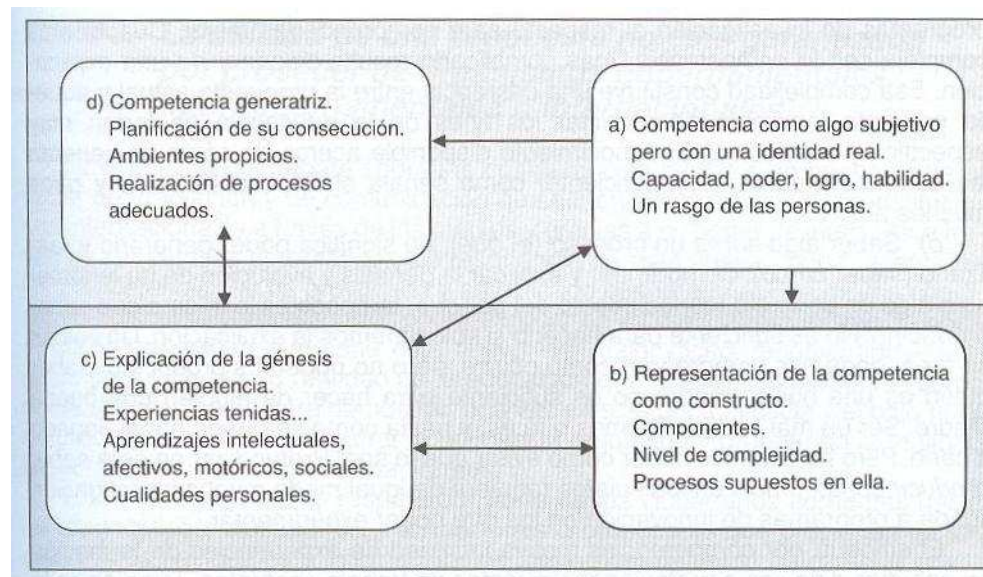 d) Competencia generatriz.
Planificación de su consecución.
Ambientes propicios.
Realización de procesos
adecuados.
a) Competencia como algo subjetivo
pero con una identidad real.
Capacidad, poder, logro, habilidad.
Un rasgo de las personas.
c) Explicación de la génesis
de la competencia.
Experiencias tenidas...
Aprendizajes intelectuales,
afectivos, motóricos, sociales.
Cualidades personales.
b) Representación de la competencia
como constructo.
Componentes.
Nivel de complejidad.
Procesos supuestos en ella.